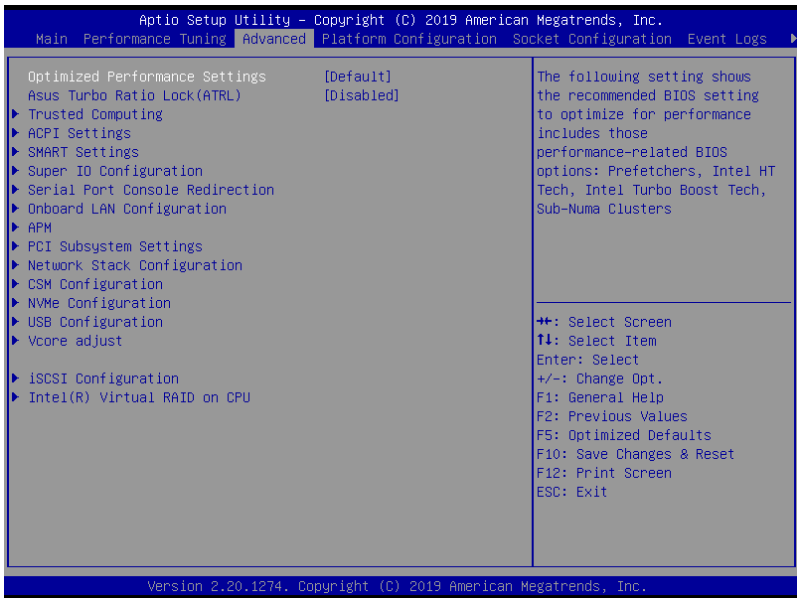 Aptio Setup Utility – Copyright (C) 2019 American Megatrends, Inc.
Main Performance Tuning Advanced Platform Configuration Socket Configuration Event Logs
Optimized Performance Settings [Default]
Asus Turbo Ratio Lock(ATRL) [Disabled]
Trusted Computing
ACPI Settings
SMART Settings
Super IO Configuration
Serial Port Console Redirection
Onboard LAN Configuration
APM
PCI Subsystem Settings
Network Stack Configuration
CSM Configuration
NVMe Configuration
USB Configuration
Vcore adjust
iSCSI Configuration
Intel(R) Virtual RAID on CPU
The following setting shows
the recommended BIOS setting
to optimize for performance
includes those
performance-related BIOS
options: Prefetchers, Intel HT
Tech, Intel Turbo Boost Tech,
Sub-Numa Clusters
→←: Select Screen
↑↓: Select Item
Enter: Select
+/-: Change Opt.
F1: General Help
F2: Previous Values
F5: Optimized Defaults
F10: Save Changes & Reset
F12: Print Screen
ESC: Exit
Version 2.20.1274. Copyright (C) 2019 American Megatrends, Inc.